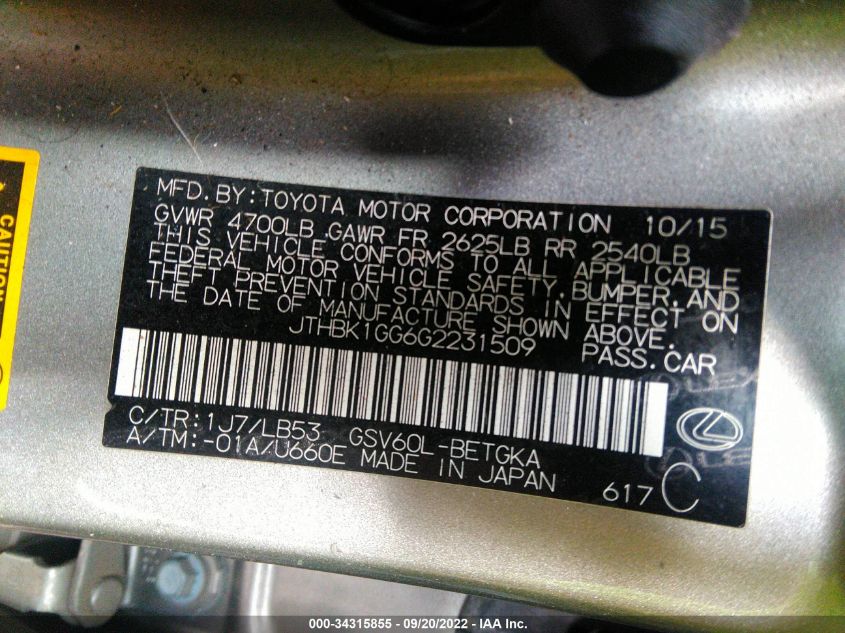 MFD.BY:TOYOTA MOTOR CORPORATION 10/15
GVWR 4700LB GAWR FR 2625LB RR 2540LB
THIS VEHICLE CONFORMS TO ALL APPLICABLE
FEDERAL MOTOR VEHICLE SAFETY,BUMPER,AND
THEFT PREVENTION STANDARDS IN EFFECT ON
THE DATE OF MANUFACTURE SHOWN ABOVE.
JTHBK1GG6G2231509 PASS.CAR
C/TR:1J7/LB53 GSV60L-BETGKA
A/TM:-01A/U660E MADE IN JAPAN
617 C
CAUTION
000-34315855 - 09/20/2022 - IAA Inc.